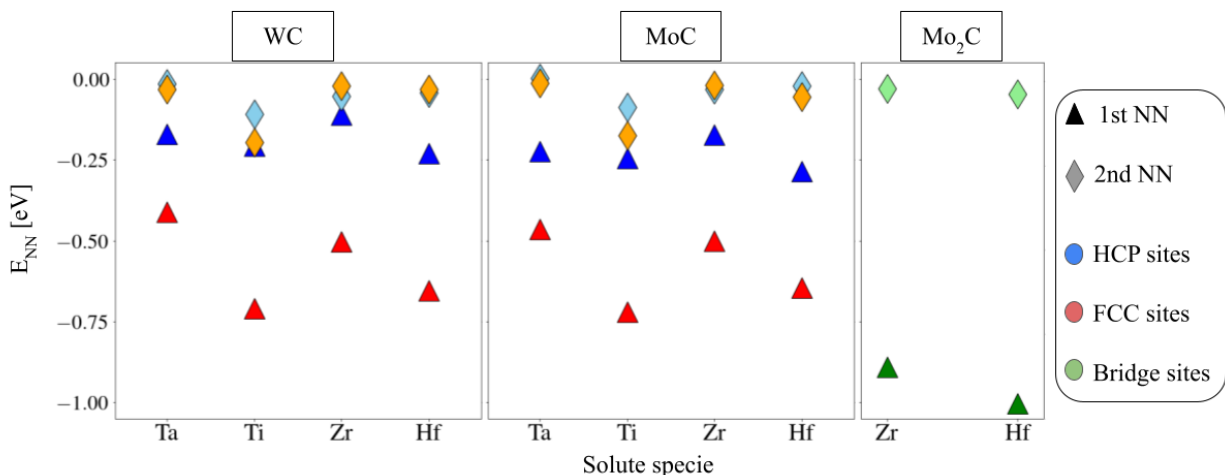 WC
MoC
Mo₂C
E_NN [eV]
0.00
−0.25
−0.50
−0.75
−1.00
Ta Ti Zr Hf
Ta Ti Zr Hf
Zr Hf
Solute specie
1st NN
2nd NN
HCP sites
FCC sites
Bridge sites